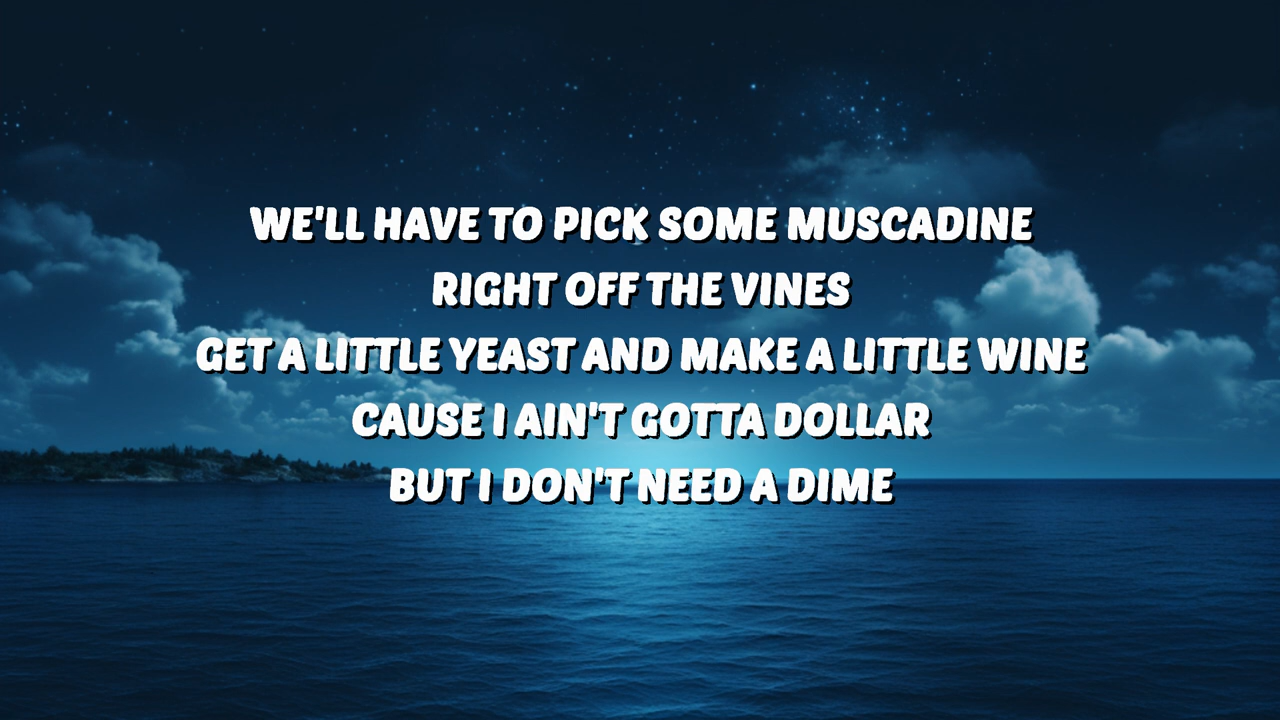 WE'LL HAVE TO PICK SOME MUSCADINE
RIGHT OFF THE VINES
GET A LITTLE YEAST AND MAKE A LITTLE WINE
CAUSE I AIN'T GOTTA DOLLAR
BUT I DON'T NEED A DIME